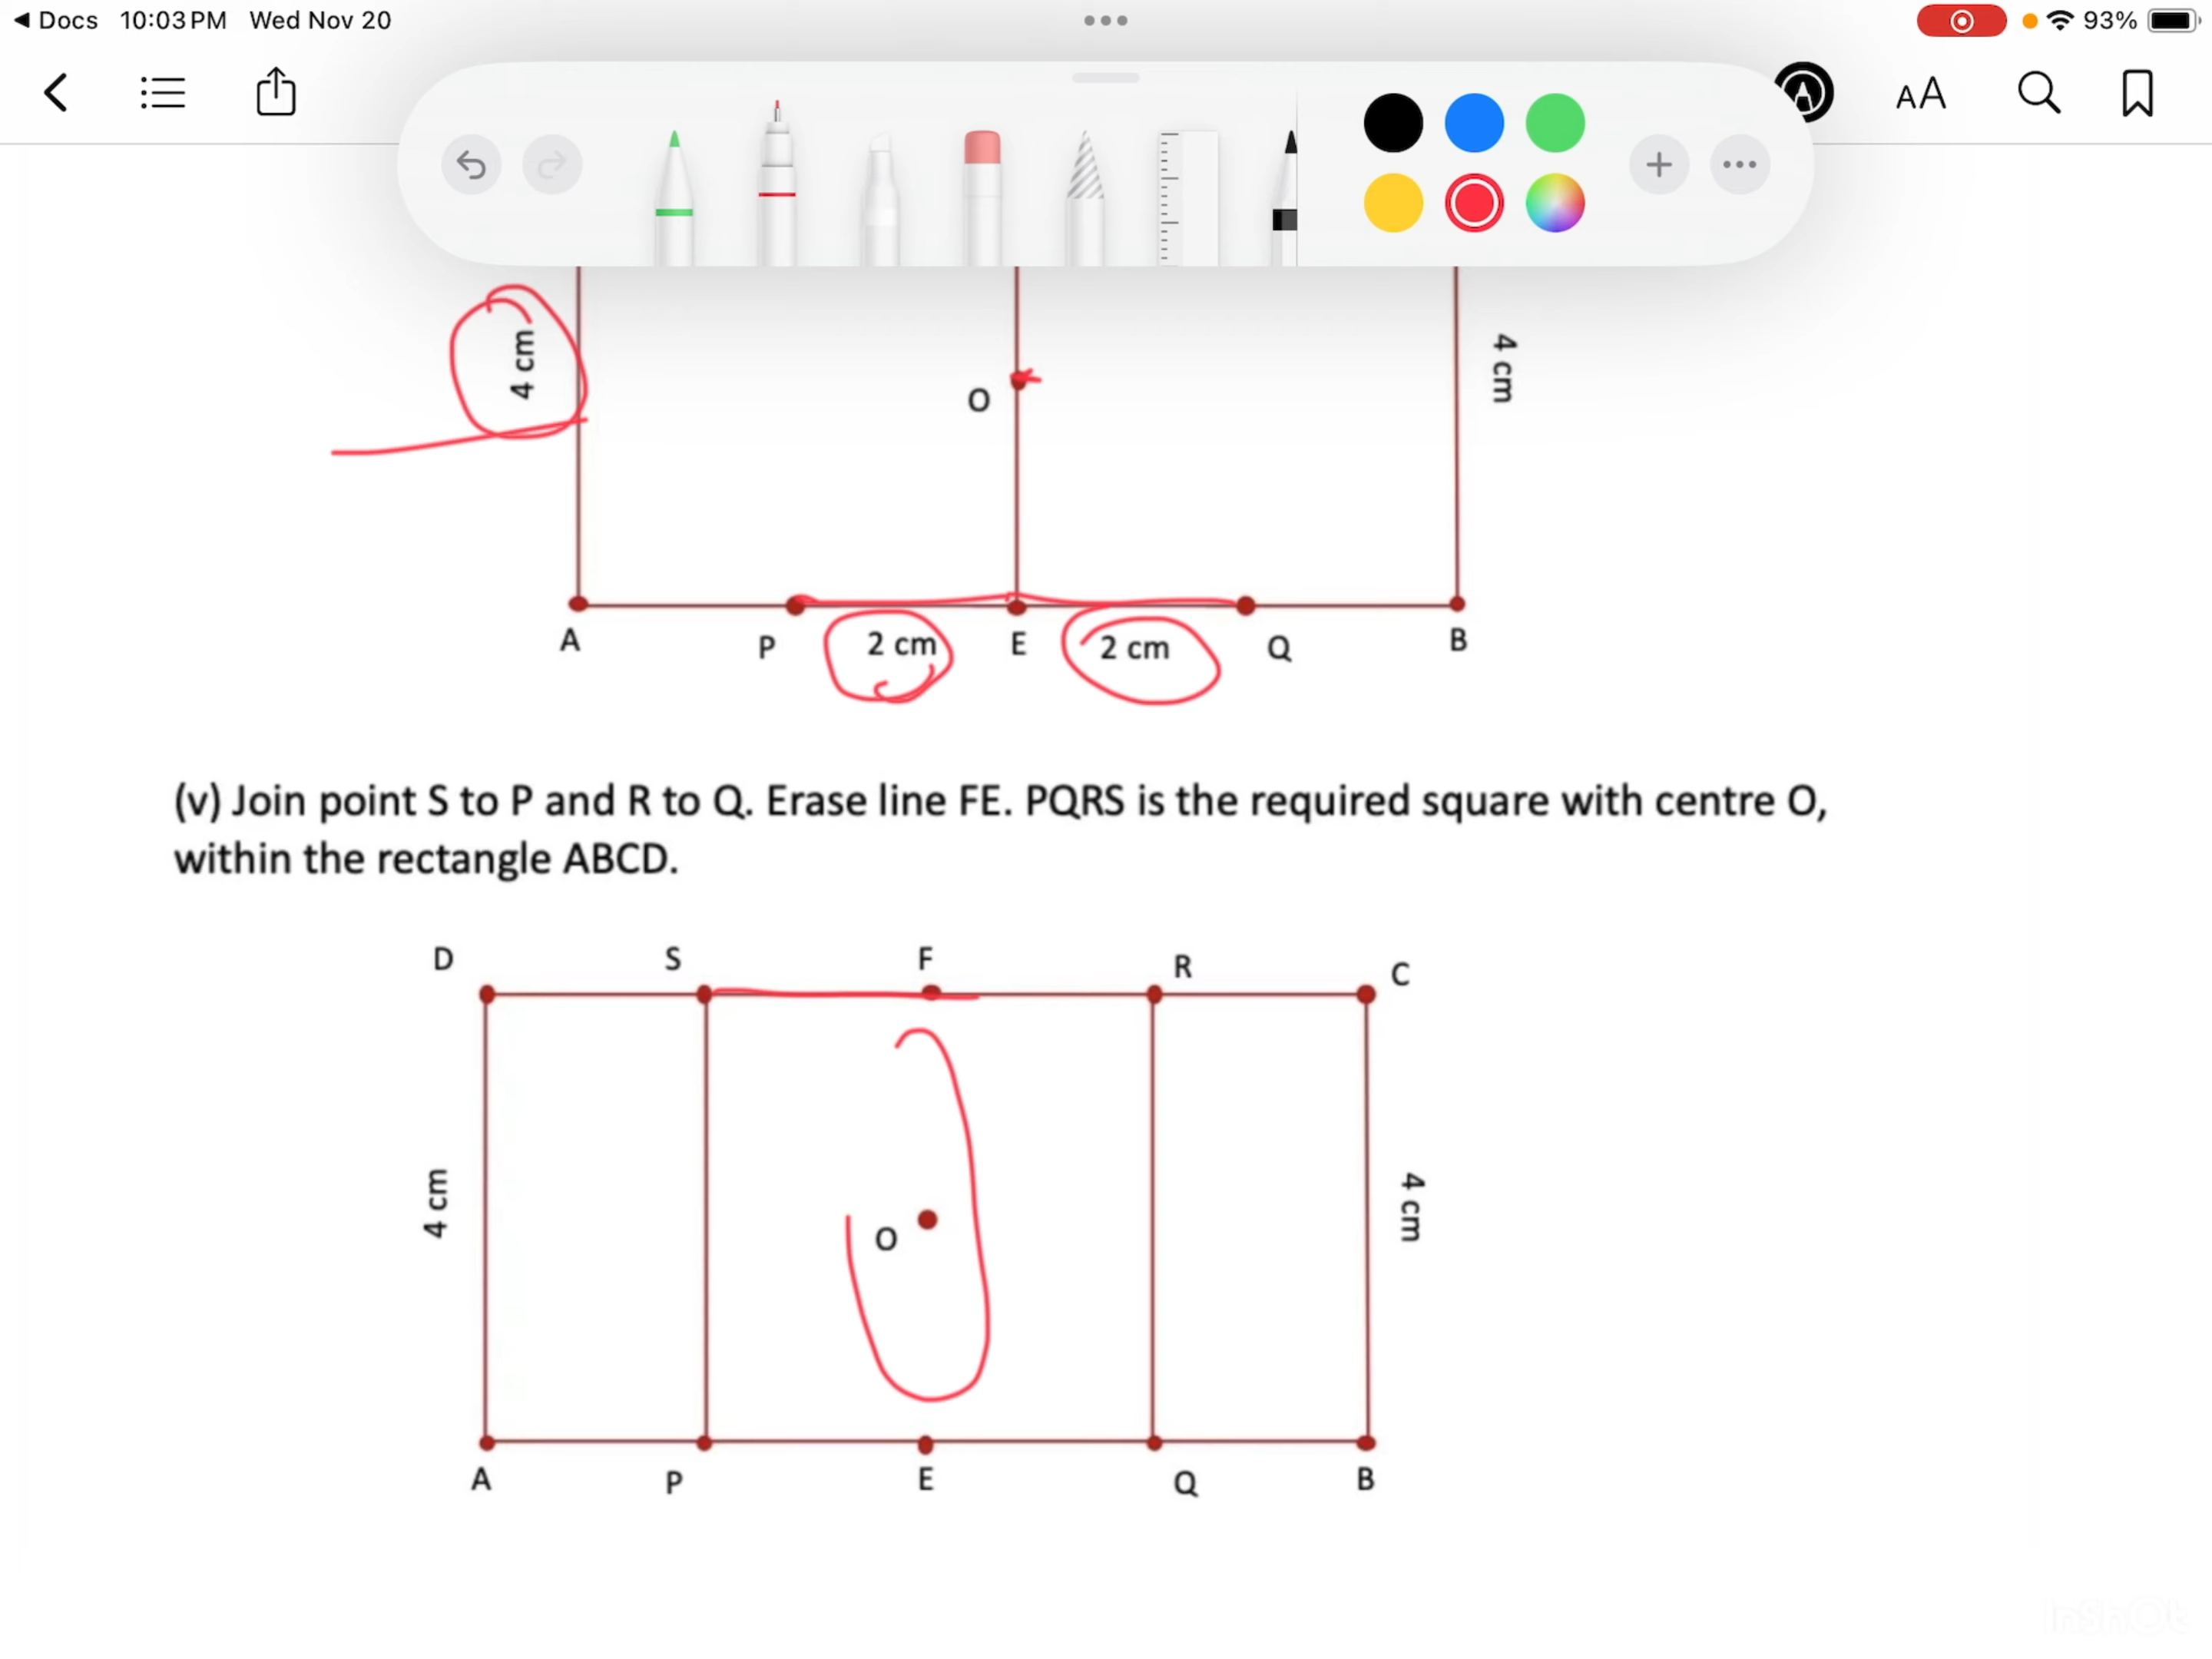 Docs 10:03 PM Wed Nov 20
93%
AA
4 cm
4 cm
O
A P 2 cm E 2 cm Q B
(v) Join point S to P and R to Q. Erase line FE. PQRS is the required square with centre O,
within the rectangle ABCD.
D S F R C
4 cm
4 cm
O
A P E Q B
InShOt